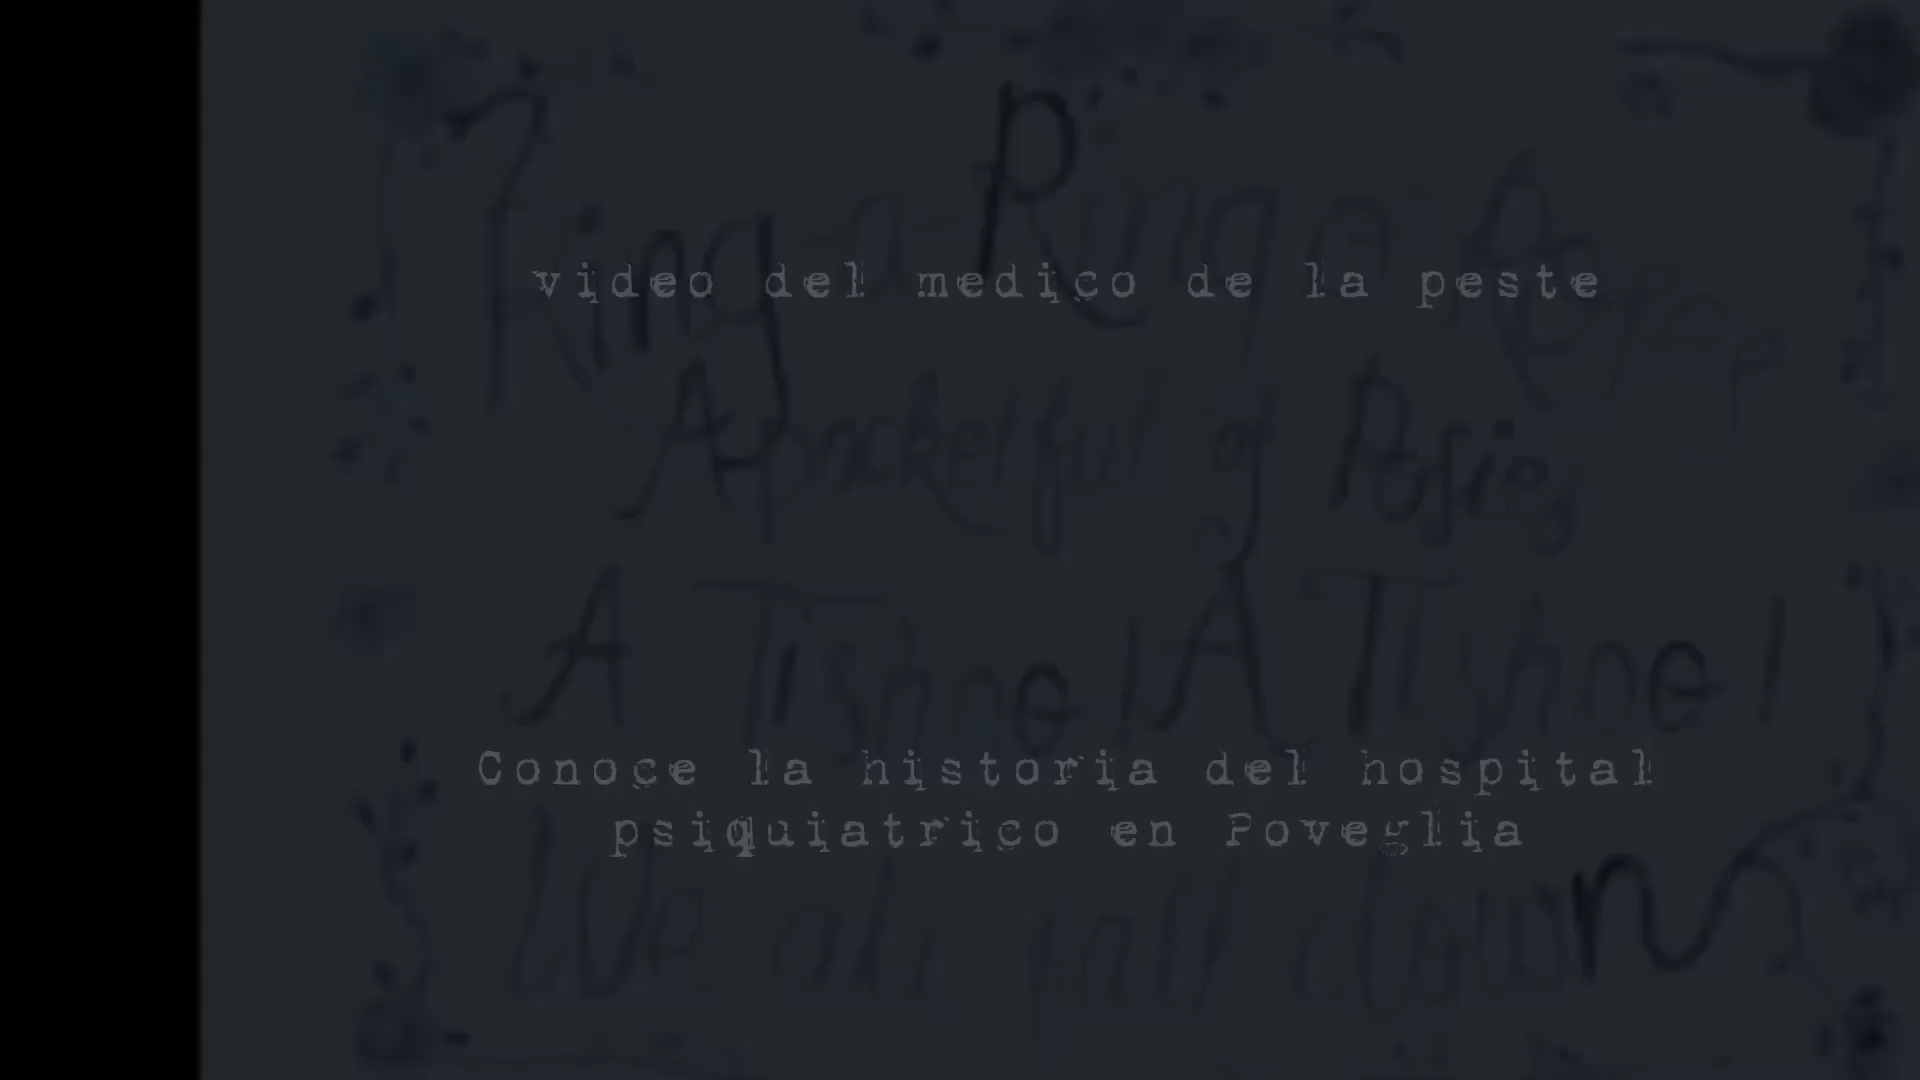 Ring a Ring o Roses
video del medico de la peste
A pocketful of Posies
A Tishoo! A Tishoo!
Conoce la historia del hospital
psiquiatrico en Poveglia
We all fall down